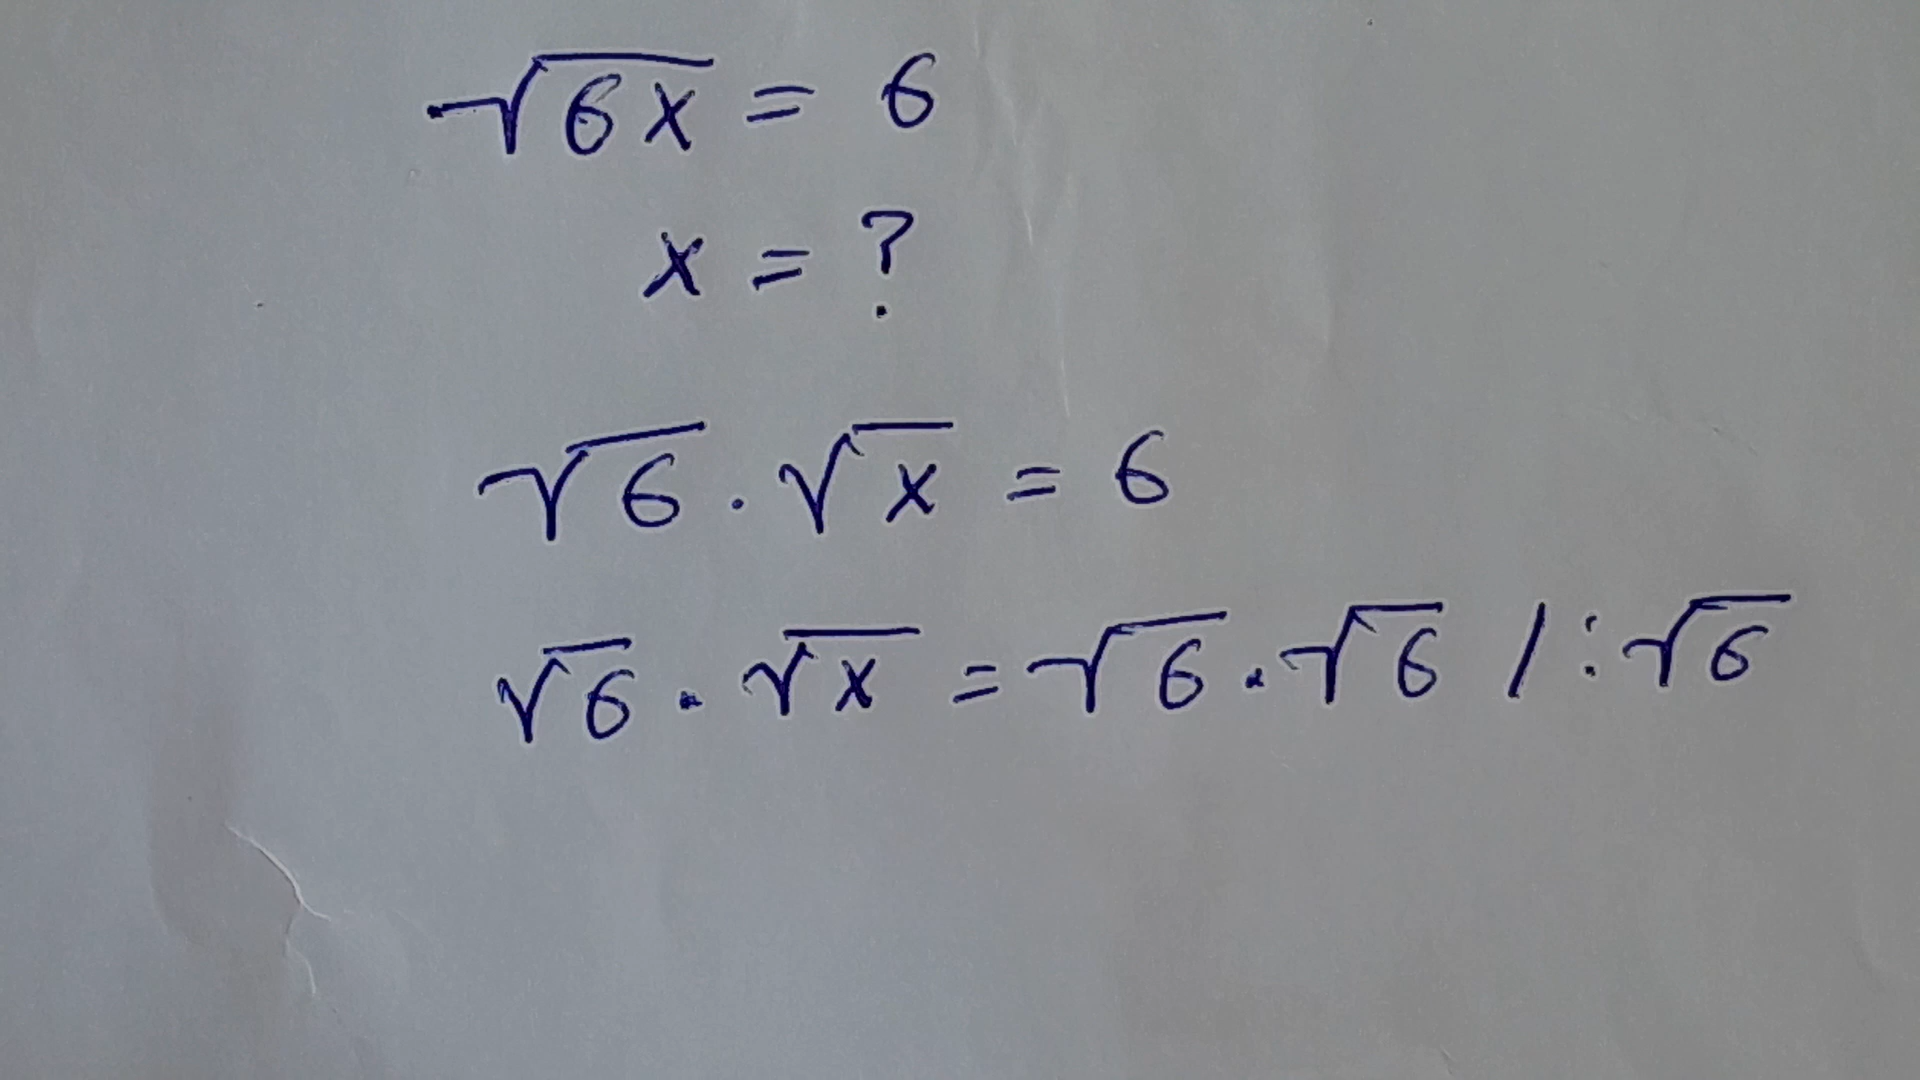 √6x = 6
x = ?
√6 · √x = 6
√6 · √x = √6 · √6 / : √6